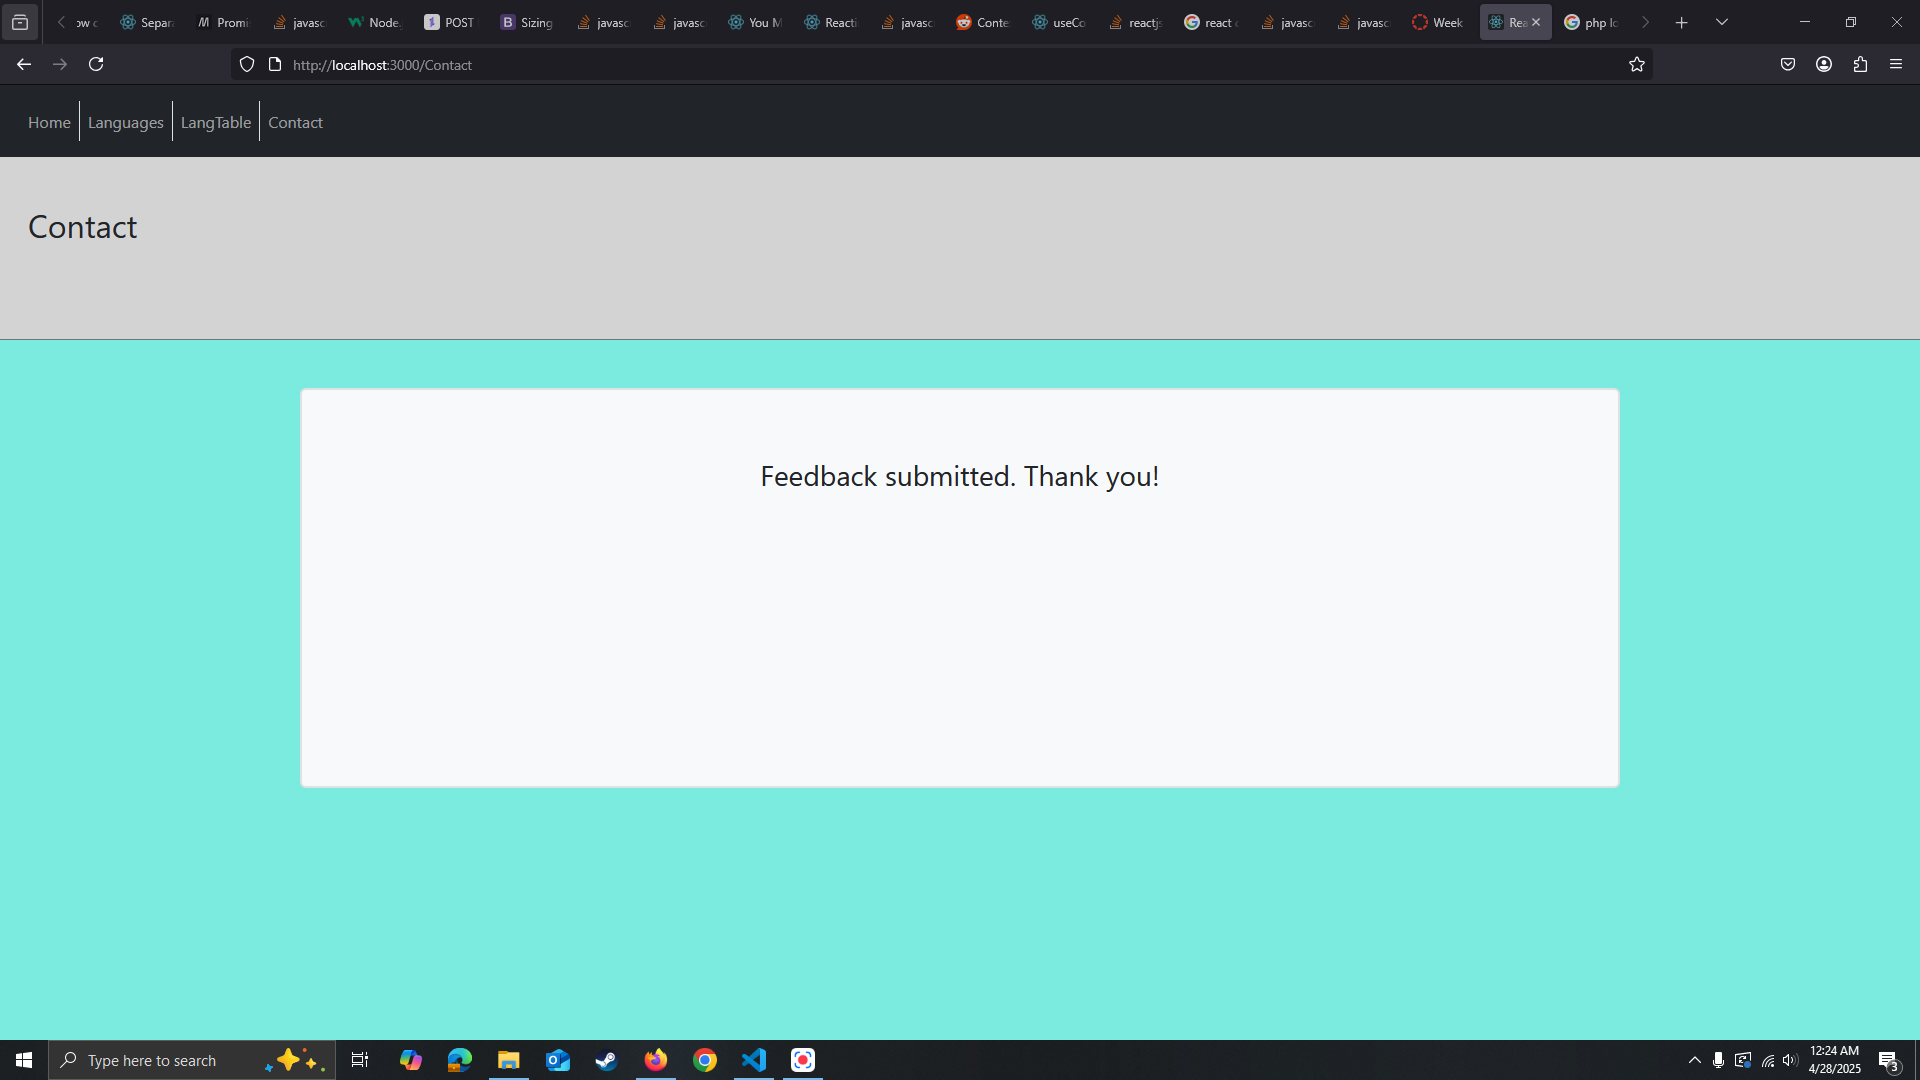 ow c
Separ
Promi
javasc
Node.
POST
Sizing
javasc
javasc
You M
Reacti
javasc
Conte
useCo
reactjs
react c
javasc
javasc
Week
Rea
php lo
http://localhost:3000/Contact
Home Languages LangTable Contact
Contact
Feedback submitted. Thank you!
Type here to search
12:24 AM
4/28/2025
3